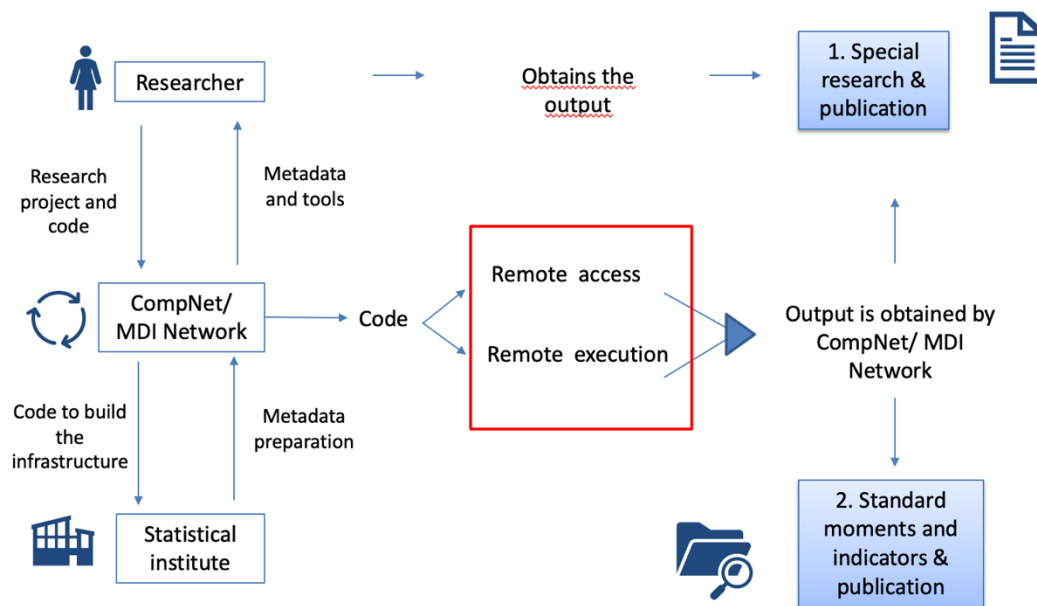 Researcher
Obtains the
output
1. Special
research &
publication
Research
project and
code
Metadata
and tools
CompNet/
MDI Network
Code
Remote access
Remote execution
Output is obtained by
CompNet/ MDI
Network
Code to build
the
infrastructure
Metadata
preparation
Statistical
institute
2. Standard
moments and
indicators &
publication